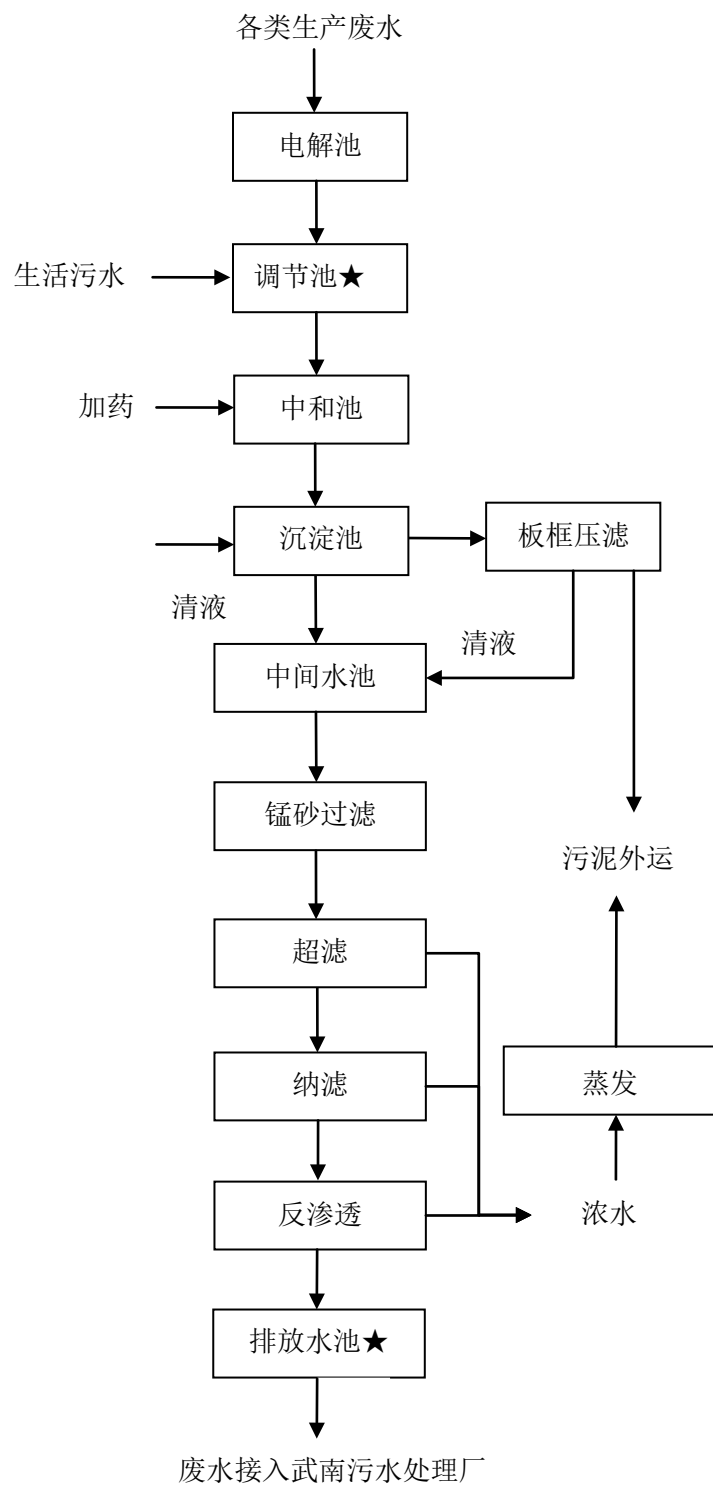 各类生产废水
电解池
生活污水
调节池★
加药
中和池
沉淀池
板框压滤
清液
清液
中间水池
锰砂过滤
污泥外运
超滤
纳滤
蒸发
反渗透
浓水
排放水池★
废水接入武南污水处理厂